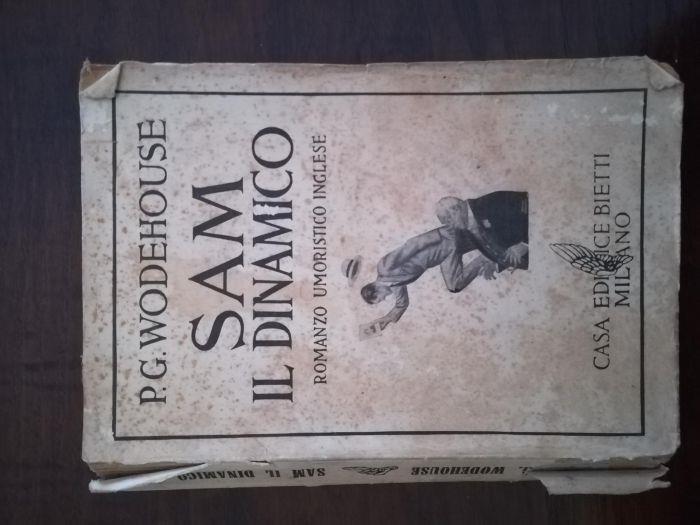 P.G. WODEHOUSE
SAM
IL DINAMICO
ROMANZO UMORISTICO INGLESE
CASA EDITRICE BIETTI
MILANO
G. WODEHOUSE SAM IL DINAMICO